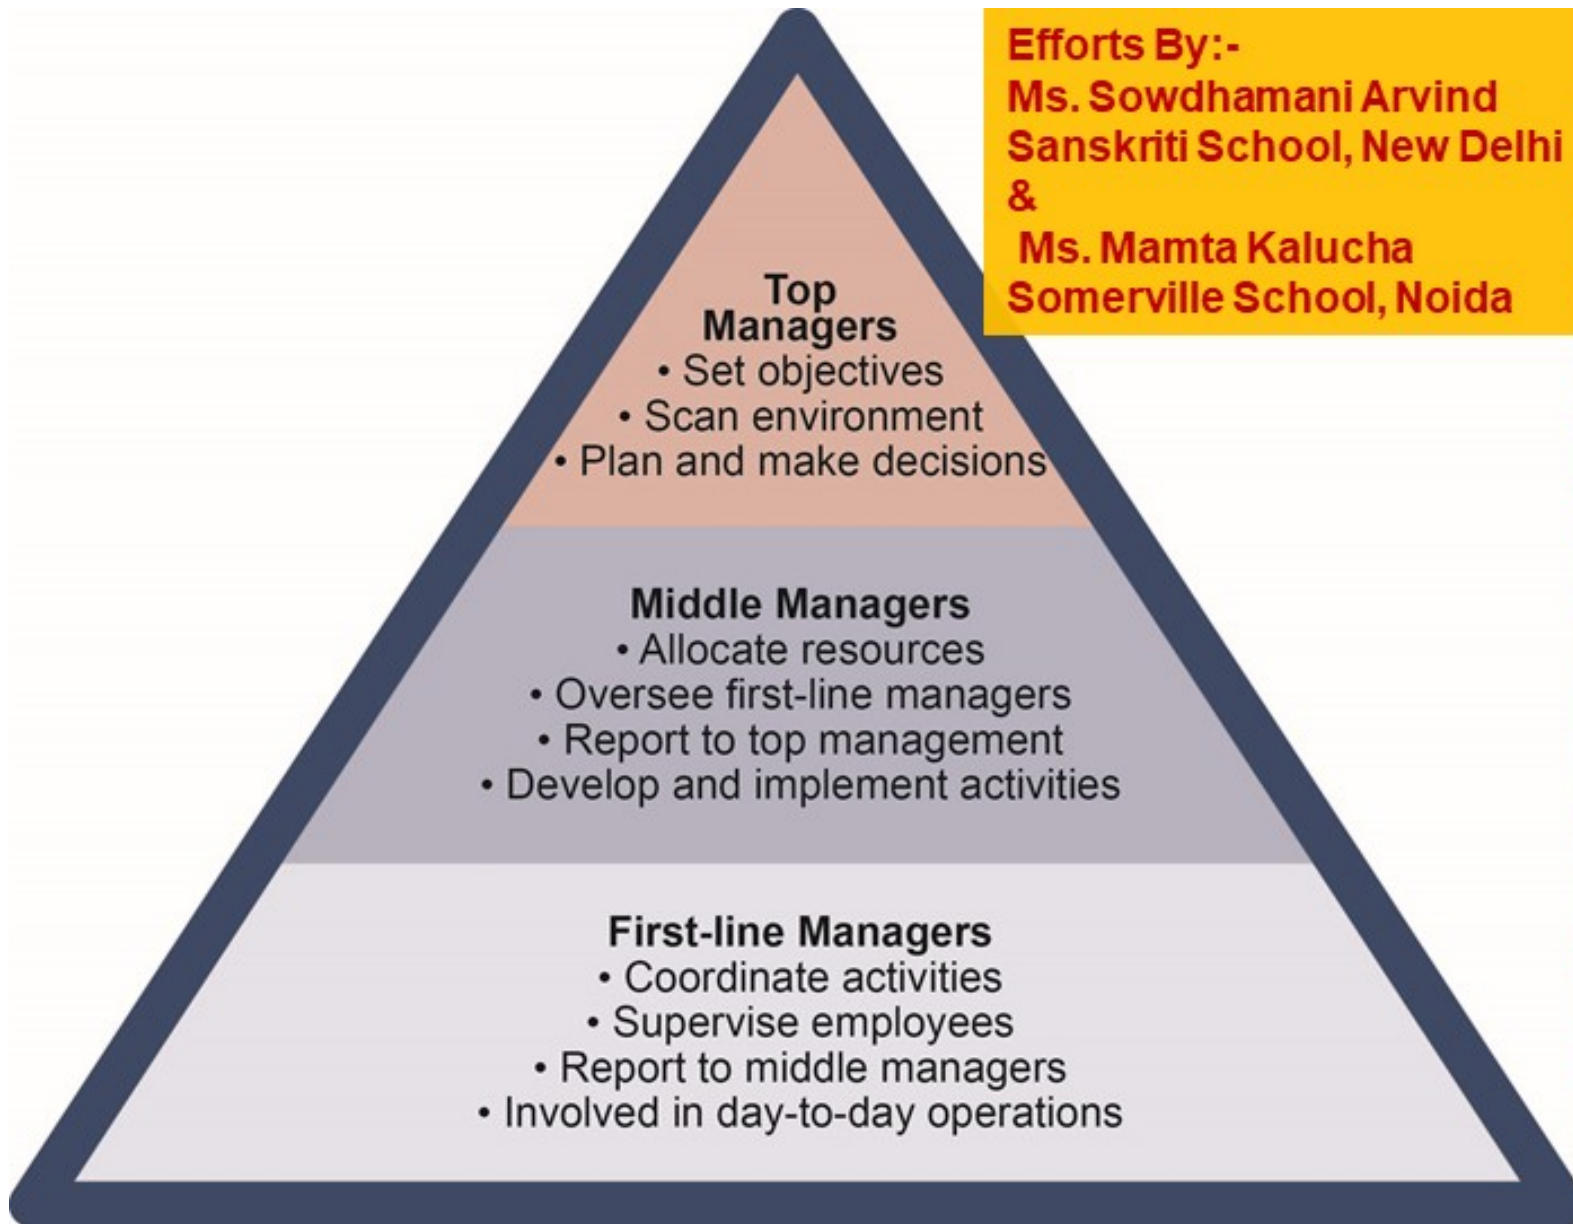 Efforts By:-
Ms. Sowdhamani Arvind
Sanskriti School, New Delhi
&
Ms. Mamta Kalucha
Somerville School, Noida
Top
Managers
• Set objectives
• Scan environment
• Plan and make decisions
Middle Managers
• Allocate resources
• Oversee first-line managers
• Report to top management
• Develop and implement activities
First-line Managers
• Coordinate activities
• Supervise employees
• Report to middle managers
• Involved in day-to-day operations